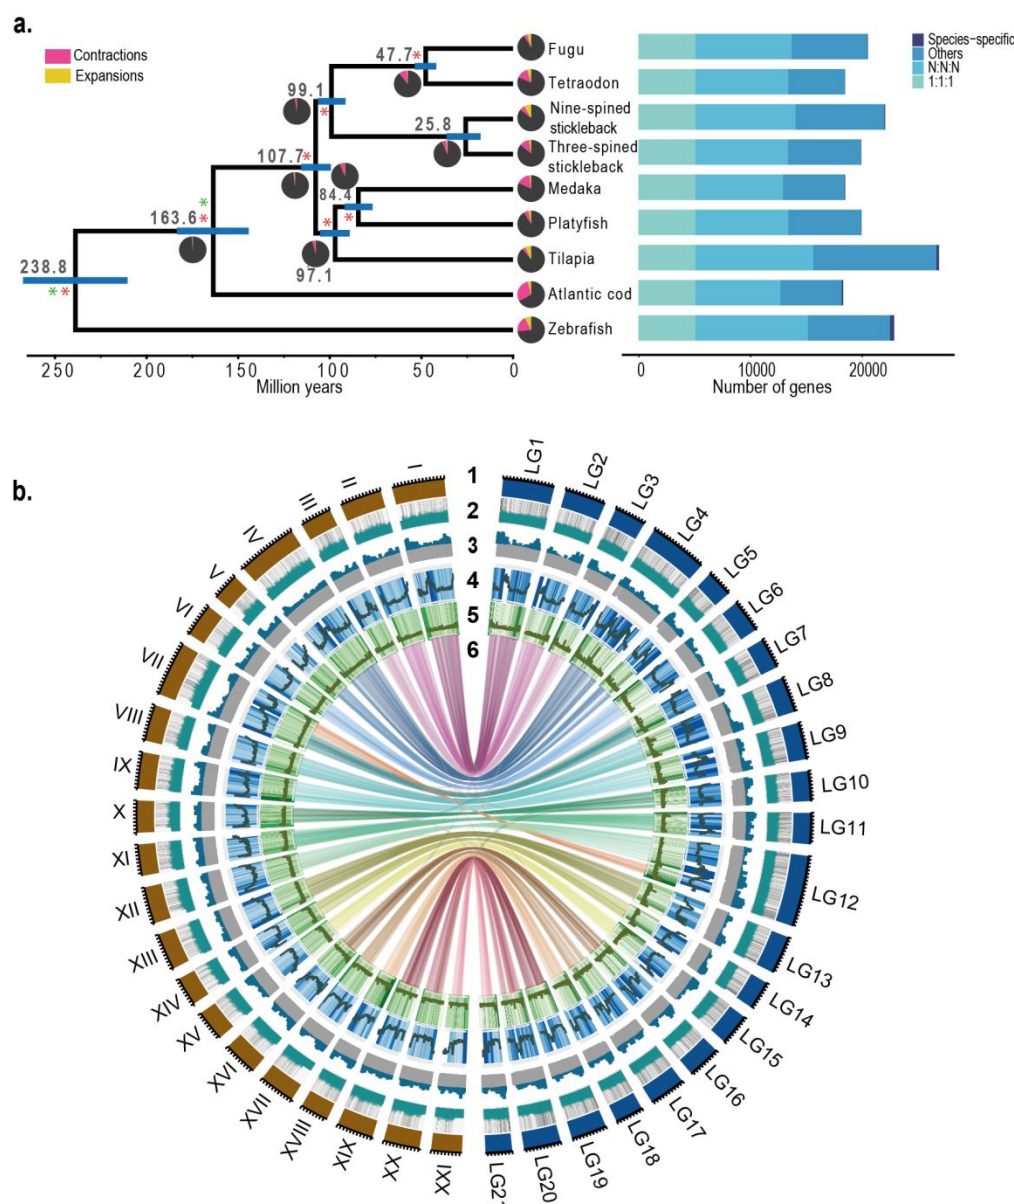 a.
Contractions
Expansions
47.7*
99.1
*
25.8
107.7*
84.4
*
*
*
163.6*
97.1
238.8
**
Fugu
Tetraodon
Nine-spined
stickleback
Three-spined
stickleback
Medaka
Platyfish
Tilapia
Atlantic cod
Zebrafish
250
200
150
100
50
0
Million years
Species-specific
Others
N:N:N
1:1:1
0
10000
20000
Number of genes
b.
1
2
3
4
5
6
LG1
LG2
LG3
LG4
LG5
LG6
LG7
LG8
LG9
LG10
LG11
LG12
LG13
LG14
LG15
LG16
LG17
LG18
LG19
LG20
XXI
XX
XIX
XVIII
XVII
XVI
XV
XIV
XIII
XII
XI
X
IX
VIII
VII
VI
V
IV
III
II
I